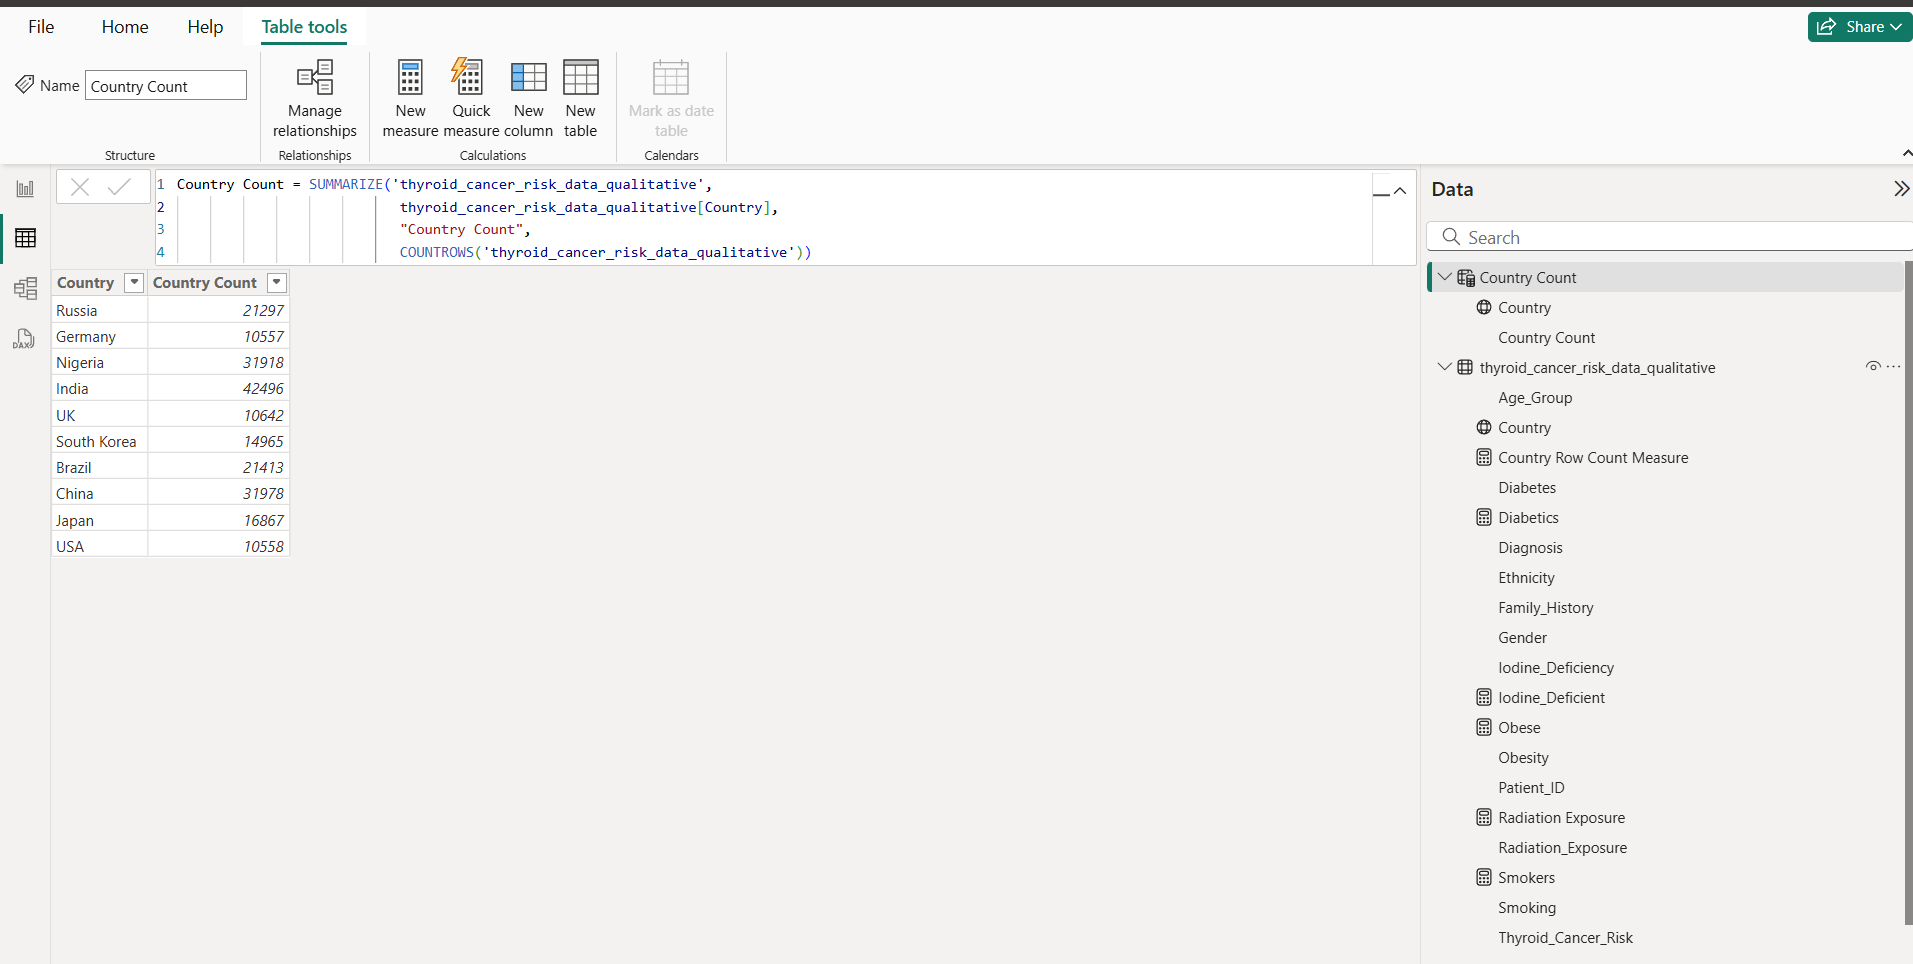 File Home Help Table tools Share
Name Country Count
Manage relationships
New measure
Quick measure
New column
New table
Mark as date table
Structure Relationships Calculations Calendars
1 Country Count = SUMMARIZE('thyroid_cancer_risk_data_qualitative',
2 thyroid_cancer_risk_data_qualitative[Country],
3 "Country Count",
4 COUNTROWS('thyroid_cancer_risk_data_qualitative'))
DAX
Country Country Count
Russia 21297
Germany 10557
Nigeria 31918
India 42496
UK 10642
South Korea 14965
Brazil 21413
China 31978
Japan 16867
USA 10558
Data
Search
Country Count
Country
Country Count
thyroid_cancer_risk_data_qualitative
Age_Group
Country
Country Row Count Measure
Diabetes
Diabetics
Diagnosis
Ethnicity
Family_History
Gender
Iodine_Deficiency
Iodine_Deficient
Obese
Obesity
Patient_ID
Radiation Exposure
Radiation_Exposure
Smokers
Smoking
Thyroid_Cancer_Risk